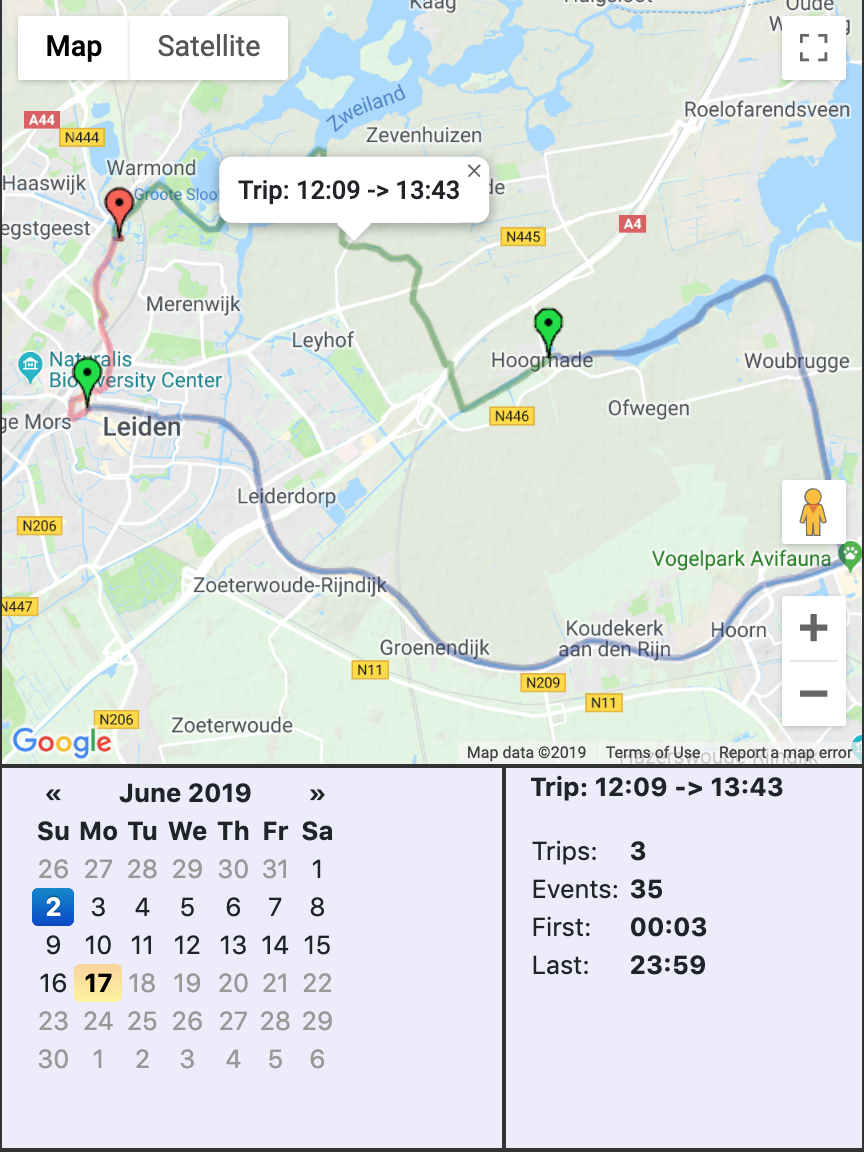 Kaag
Oude
Map
Satellite
Zweiland
Roelofarendsveen
A44
N444
Zevenhuizen
Warmond
Haaswijk
Groote Sloo
Trip: 12:09 -> 13:43
de
egstgeest
N445
A4
Merenwijk
Leyhof
Naturalis
Biodiversity Center
Hoogmade
Woubrugge
ge Mors
Leiden
N446
Ofwegen
Leiderdorp
N206
Vogelpark Avifauna
Zoeterwoude-Rijndijk
N447
Koudekerk
aan den Rijn
Hoorn
Groenendijk
N11
N209
N11
N206
Zoeterwoude
Google
Map data ©2019
Terms of Use
Report a map error
« June 2019 »
Su Mo Tu We Th Fr Sa
26 27 28 29 30 31 1
2 3 4 5 6 7 8
9 10 11 12 13 14 15
16 17 18 19 20 21 22
23 24 25 26 27 28 29
30 1 2 3 4 5 6
Trip: 12:09 -> 13:43
Trips: 3
Events: 35
First: 00:03
Last: 23:59